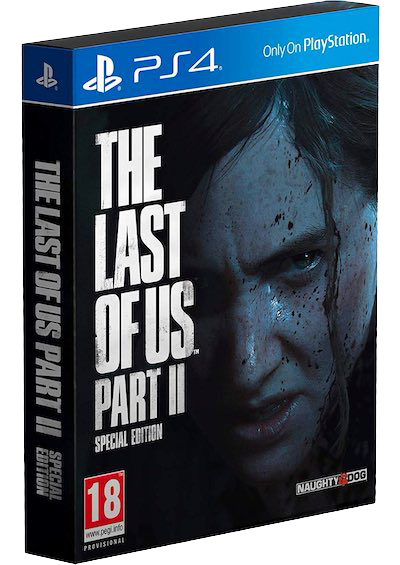 PS4
Only On PlayStation®
THE
LAST
OF US™
PART II
SPECIAL EDITION
18
www.pegi.info
PROVISIONAL
NAUGHTY DOG
THE LAST OF US PART II
SPECIAL
EDITION